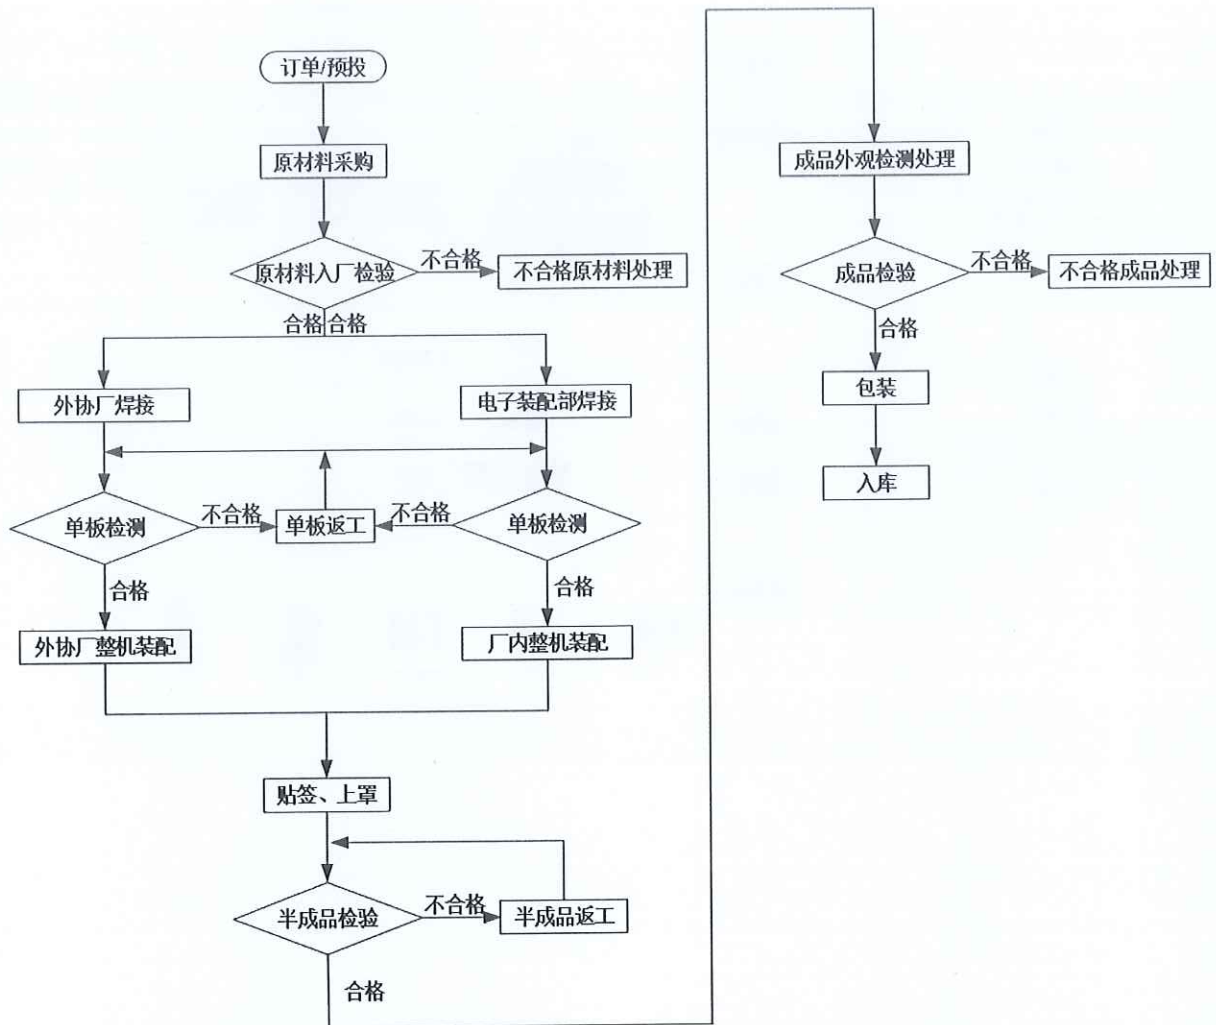 订单/预投
原材料采购
原材料入厂检验
不合格
不合格原材料处理
合格
合格
外协厂焊接
电子装配部焊接
单板检测
不合格
单板返工
不合格
单板检测
合格
合格
外协厂整机装配
厂内整机装配
贴签、上罩
半成品检验
不合格
半成品返工
合格
成品外观检测处理
成品检验
不合格
不合格成品处理
合格
包装
入库